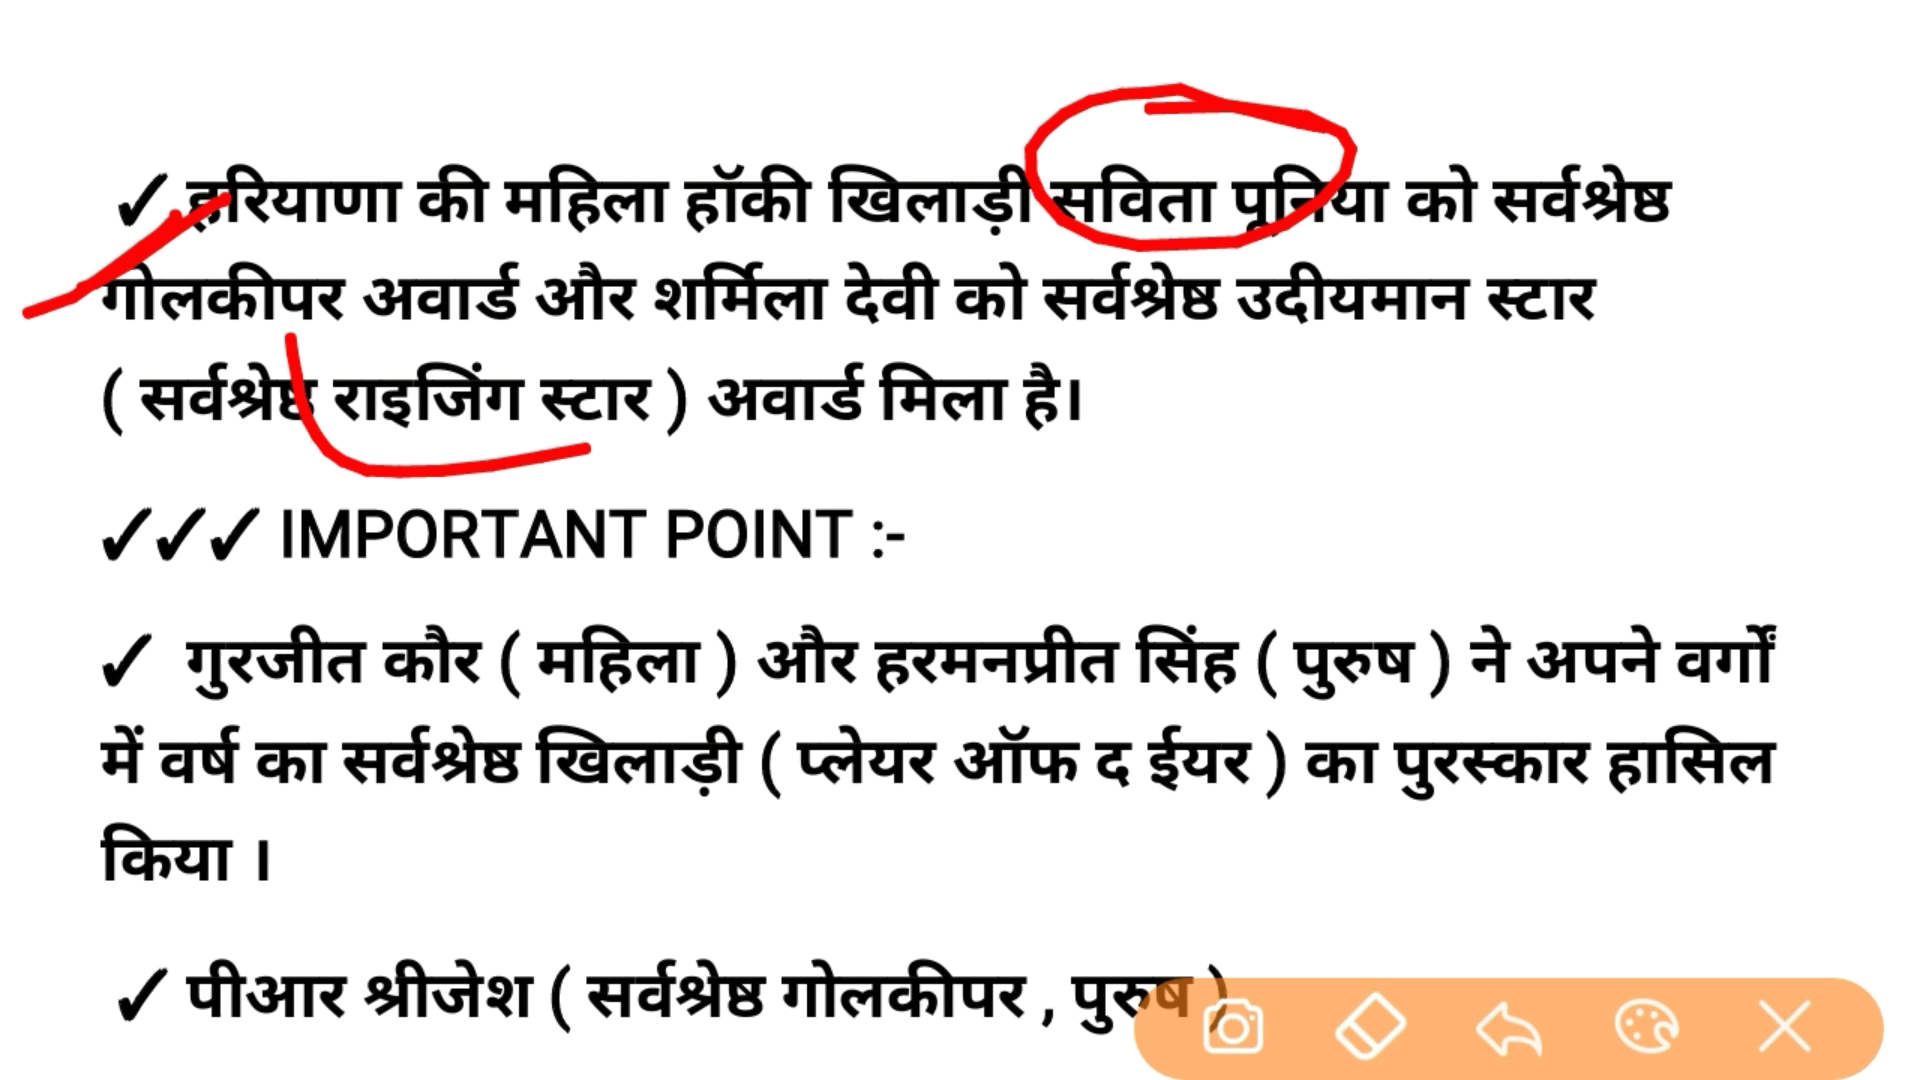 ✓ हरियाणा की महिला हॉकी खिलाड़ी सविता पूनिया को सर्वश्रेष्ठ
गोलकीपर अवार्ड और शर्मिला देवी को सर्वश्रेष्ठ उदीयमान स्टार
( सर्वश्रेष्ठ राइजिंग स्टार ) अवार्ड मिला है।
✓✓✓ IMPORTANT POINT :-
✓ गुरजीत कौर ( महिला ) और हरमनप्रीत सिंह ( पुरुष ) ने अपने वर्गों
में वर्ष का सर्वश्रेष्ठ खिलाड़ी ( प्लेयर ऑफ द ईयर ) का पुरस्कार हासिल
किया ।
✓ पीआर श्रीजेश ( सर्वश्रेष्ठ गोलकीपर , पुरुष )